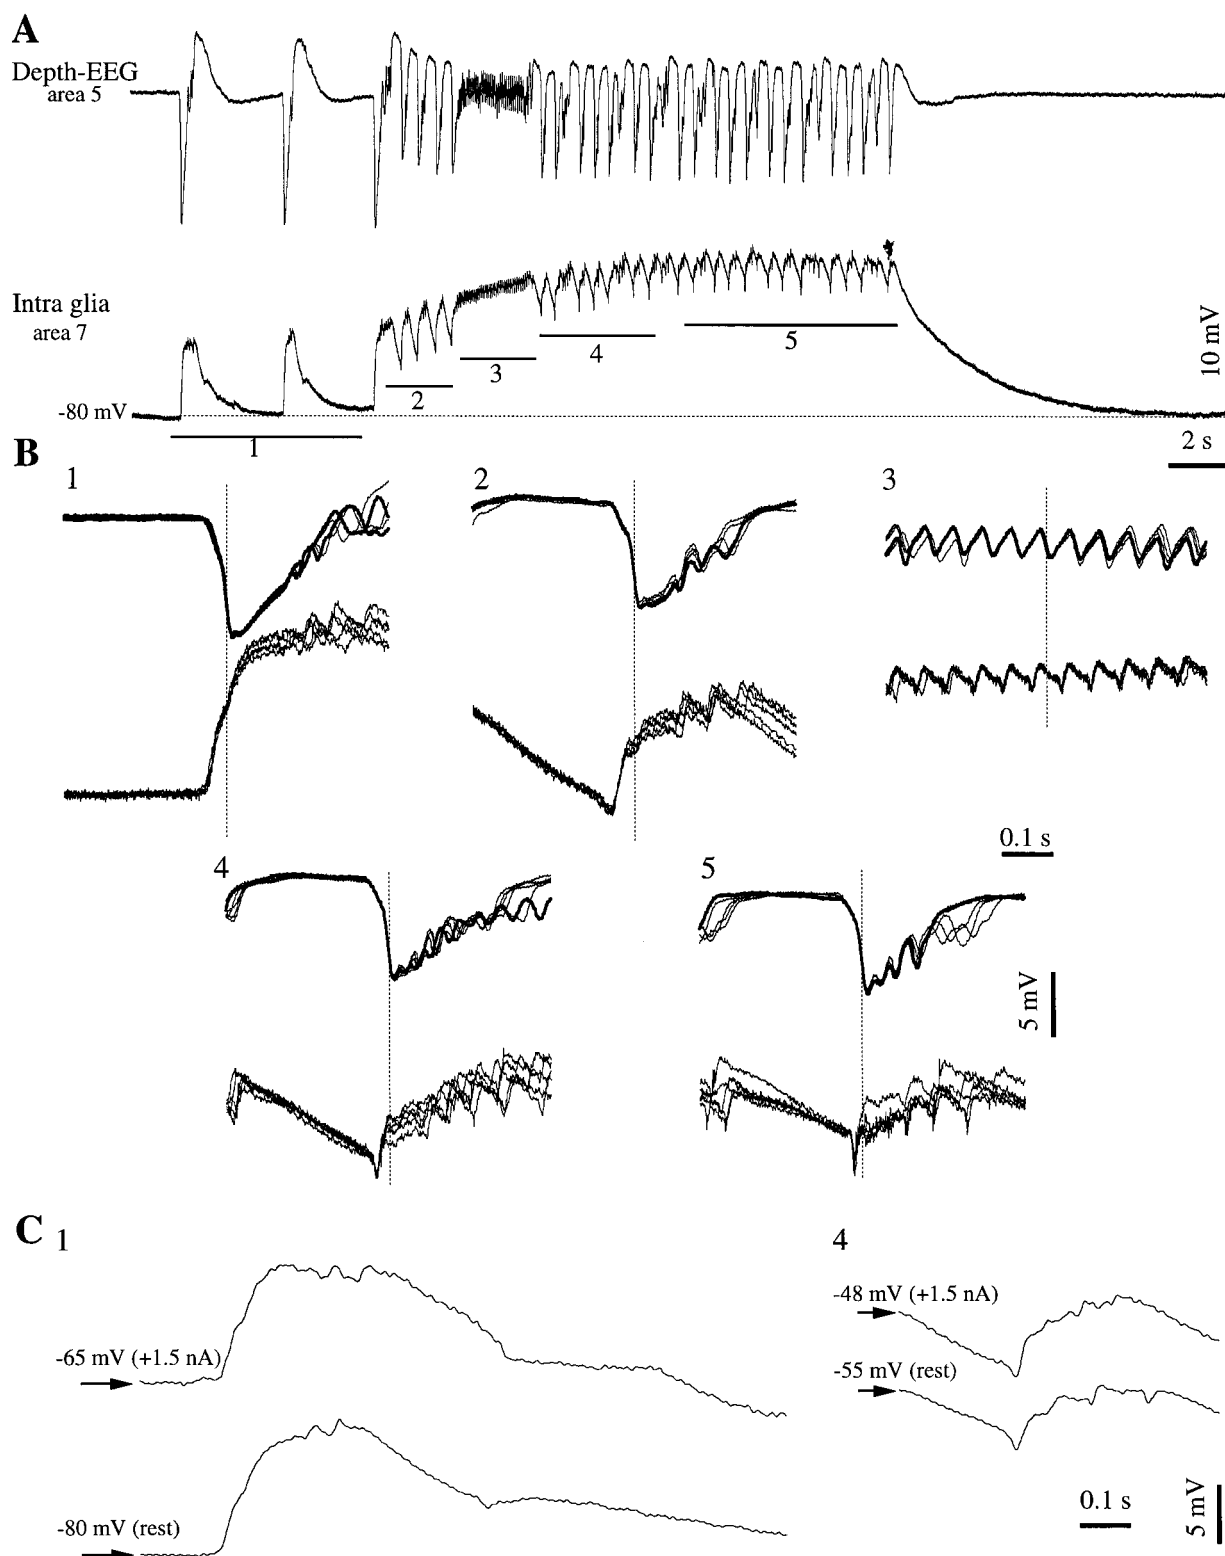 A
Depth-EEG
area 5
Intra glia
area 7
10 mV
5
4
3
2
-80 mV
1
2 s
B
1
2
3
0.1 s
4
5
5 mV
C
1
4
-48 mV (+1.5 nA)
-65 mV (+1.5 nA)
-55 mV (rest)
0.1 s
5 mV
-80 mV (rest)